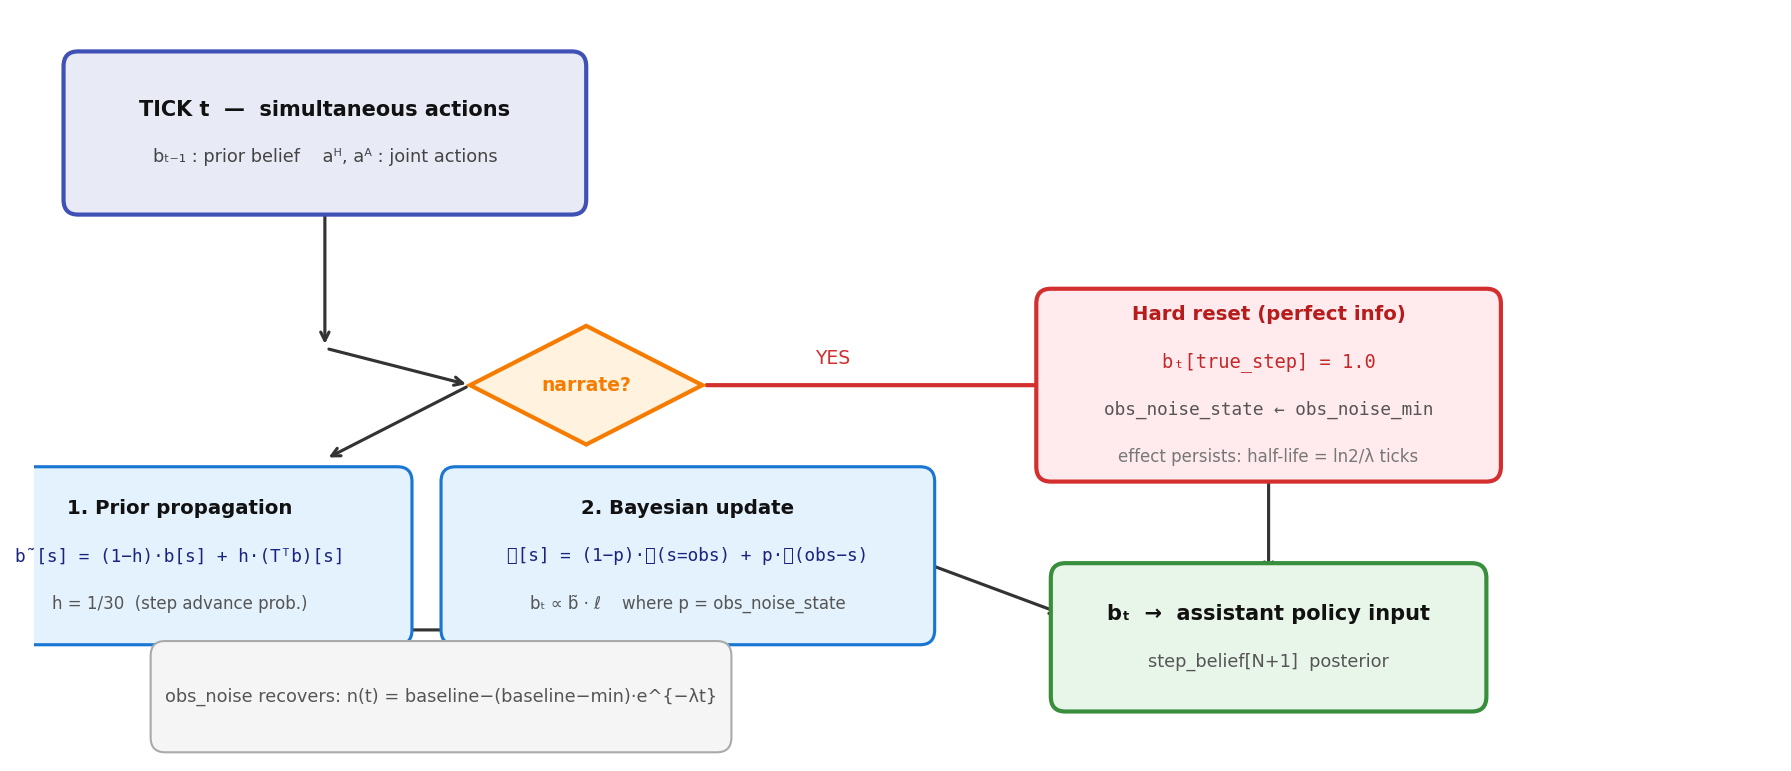 TICK t — simultaneous actions
bₜ₋₁ : prior belief aᴴ, aᴬ : joint actions
narrate?
YES
Hard reset (perfect info)
bₜ[true_step] = 1.0
obs_noise_state ← obs_noise_min
effect persists: half-life = ln2/λ ticks
1. Prior propagation
b˜[s] = (1−h)·b[s] + h·(Tᵀb)[s]
h = 1/30 (step advance prob.)
2. Bayesian update
[s] = (1−p)·(s=obs) + p·(obs−s)
bₜ ∝ b̃ · ℓ where p = obs_noise_state
bₜ → assistant policy input
step_belief[N+1] posterior
obs_noise recovers: n(t) = baseline−(baseline−min)·e^{−λt}